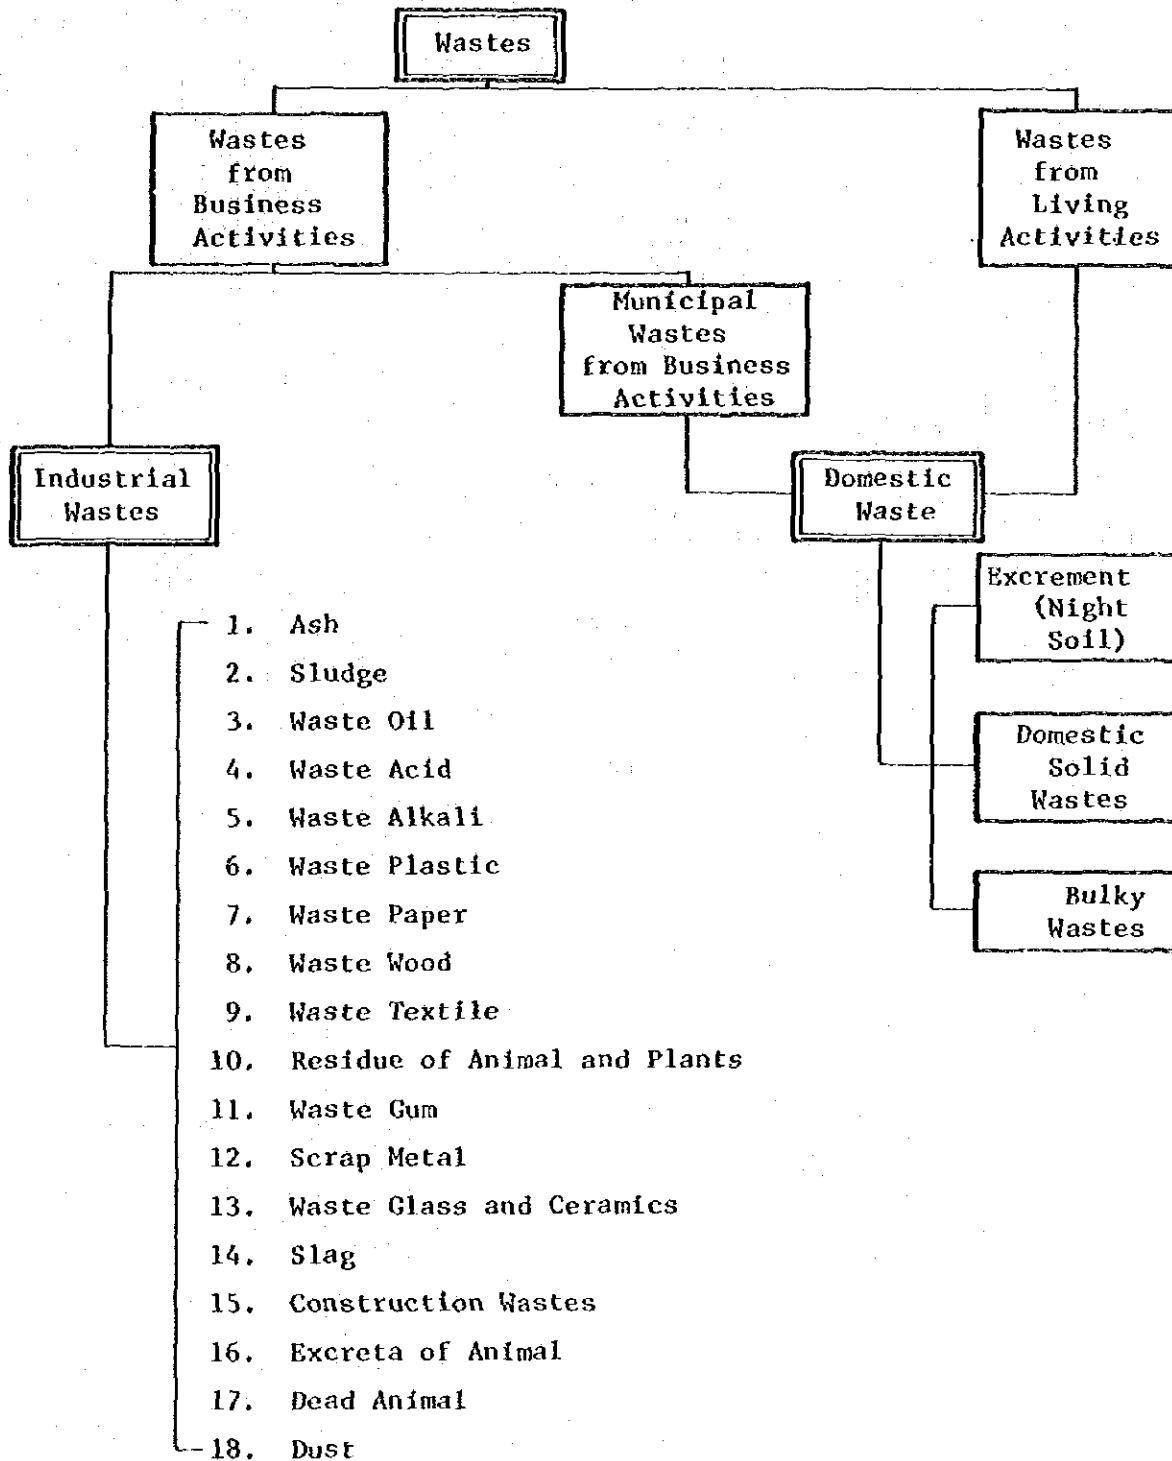 Wastes
Wastes
from
Business
Activities
Wastes
from
Living
Activities
Municipal
Wastes
from Business
Activities
Industrial
Wastes
Domestic
Waste
Excrement
(Night
Soil)
Domestic
Solid
Wastes
Bulky
Wastes
1. Ash
2. Sludge
3. Waste Oil
4. Waste Acid
5. Waste Alkali
6. Waste Plastic
7. Waste Paper
8. Waste Wood
9. Waste Textile
10. Residue of Animal and Plants
11. Waste Gum
12. Scrap Metal
13. Waste Glass and Ceramics
14. Slag
15. Construction Wastes
16. Excreta of Animal
17. Dead Animal
18. Dust